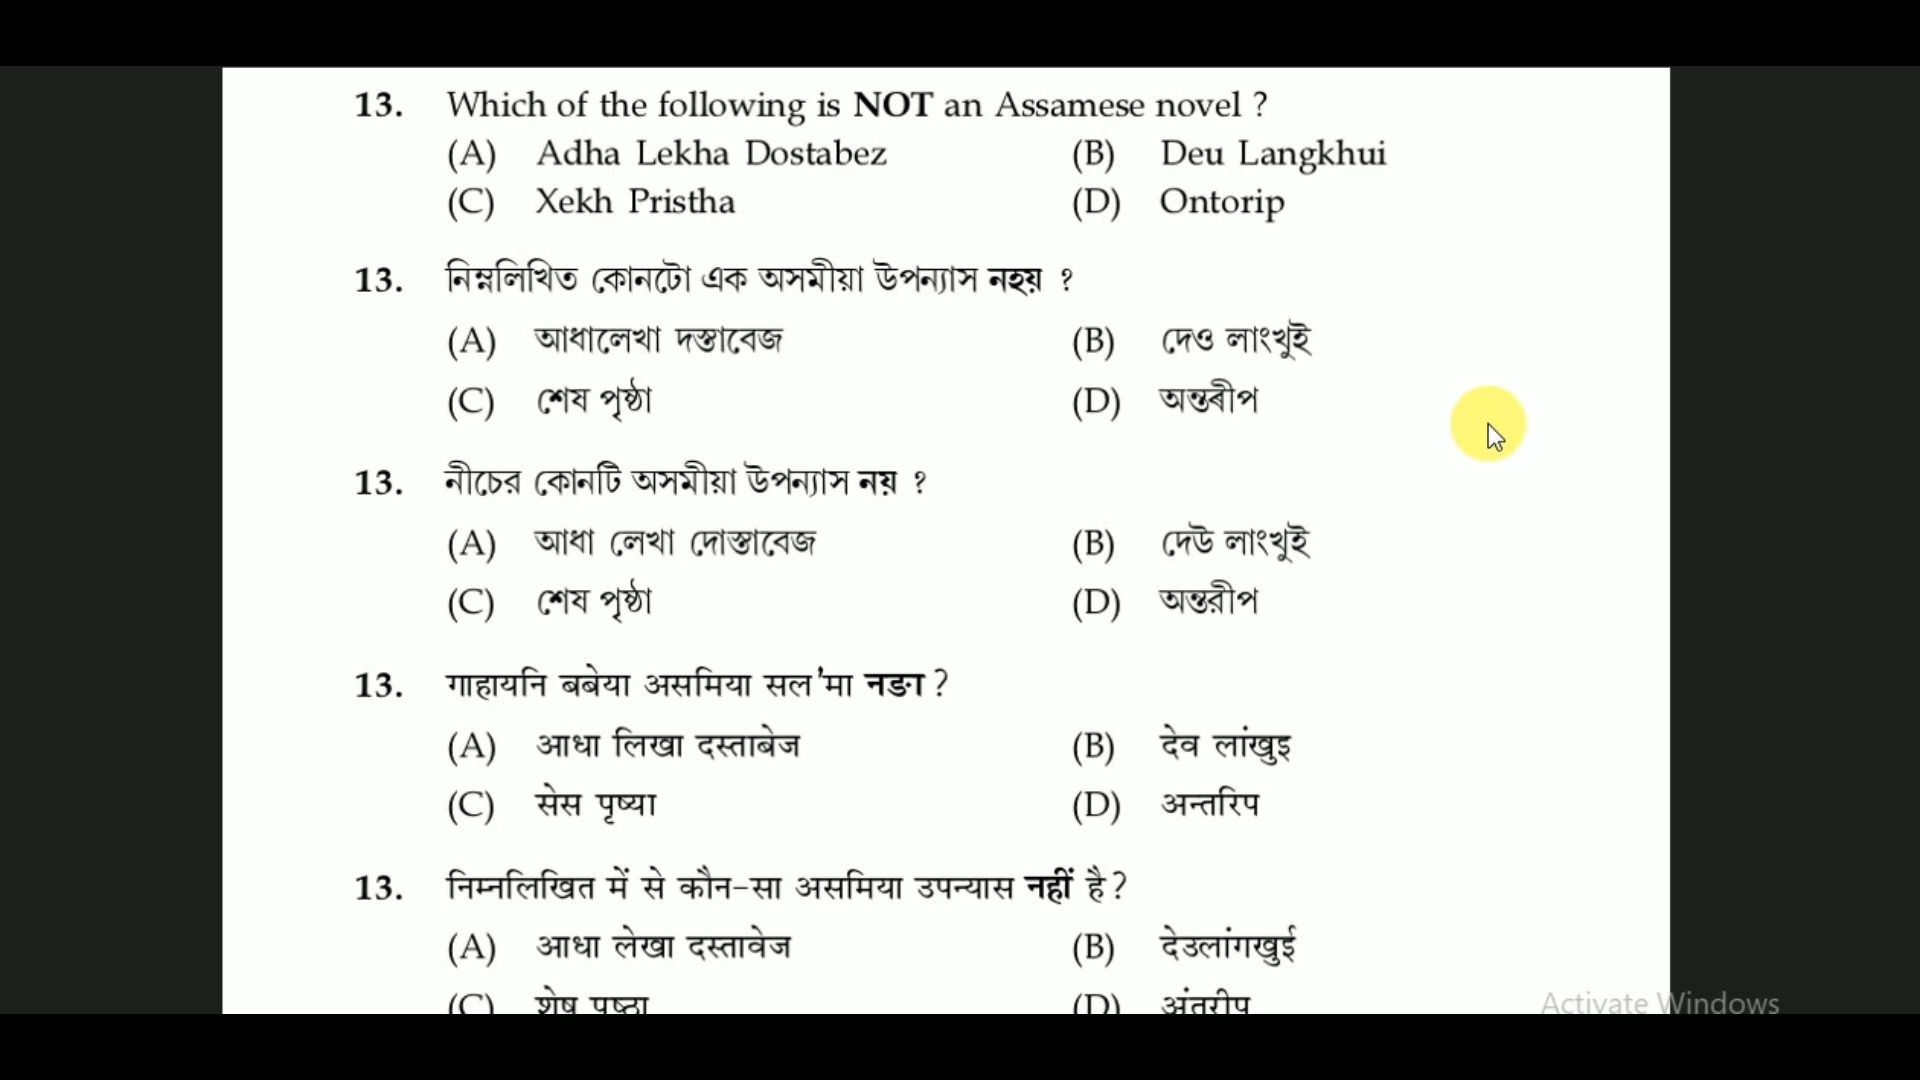 13. Which of the following is NOT an Assamese novel ?
(A) Adha Lekha Dostabez (B) Deu Langkhui
(C) Xekh Pristha (D) Ontorip
13. নিম্নলিখিত কোনটো এক অসমীয়া উপন্যাস নহয় ?
(A) আধালেখা দস্তাবেজ (B) দেও লাংখুই
(C) শেষ পৃষ্ঠা (D) অন্তৰীপ
13. নীচের কোনটি অসমীয়া উপন্যাস নয় ?
(A) আধা লেখা দোস্তাবেজ (B) দেউ লাংখুই
(C) শেষ পৃষ্ঠা (D) অন্তরীপ
13. गाहायनि बबेया असमिया सल'मा नङा ?
(A) आधा लिखा दस्ताबेज (B) देव लांखुइ
(C) सेस पृष्या (D) अन्तरिप
13. निम्नलिखित में से कौन-सा असमिया उपन्यास नहीं है ?
(A) आधा लेखा दस्तावेज (B) देउलांगखुई
(C) शेष पृष्ठा (D) अंतरीप
Activate Windows